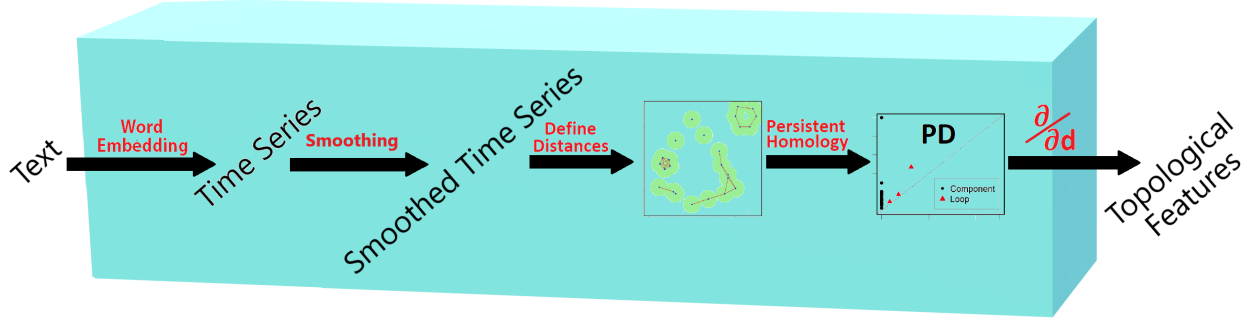 Text
Word
Embedding
Time Series
Smoothing
Smoothed Time Series
Define
Distances
Persistent
Homology
PD
Component
Loop
∂/∂d
Topological
Features